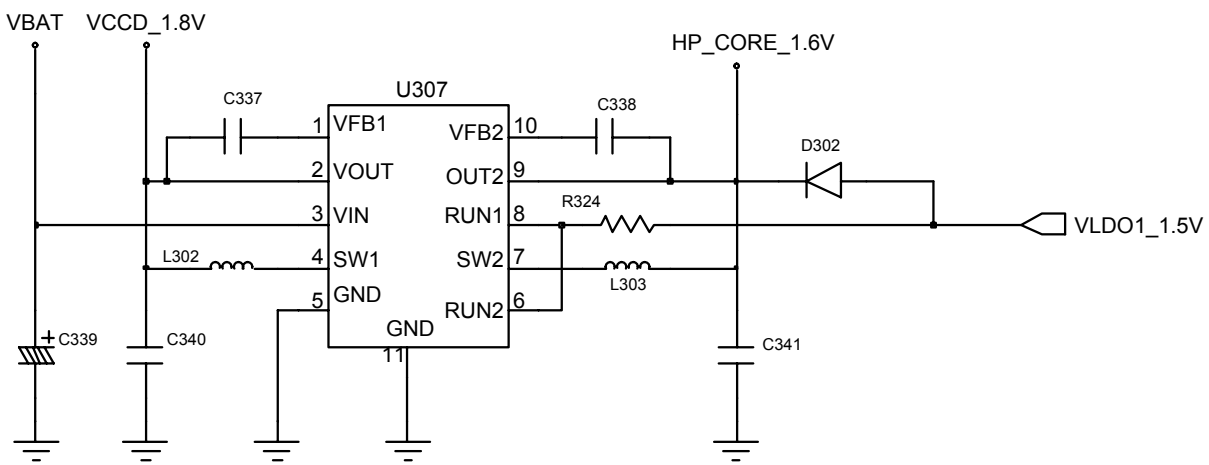 VBAT
VCCD_1.8V
HP_CORE_1.6V
U307
C337
C338
D302
1 VFB1
VFB2 10
2 VOUT
OUT2 9
R324
3 VIN
RUN1 8
VLDO1_1.5V
L302
4 SW1
SW2 7
L303
5 GND
RUN2 6
GND
11
+ C339
C340
C341